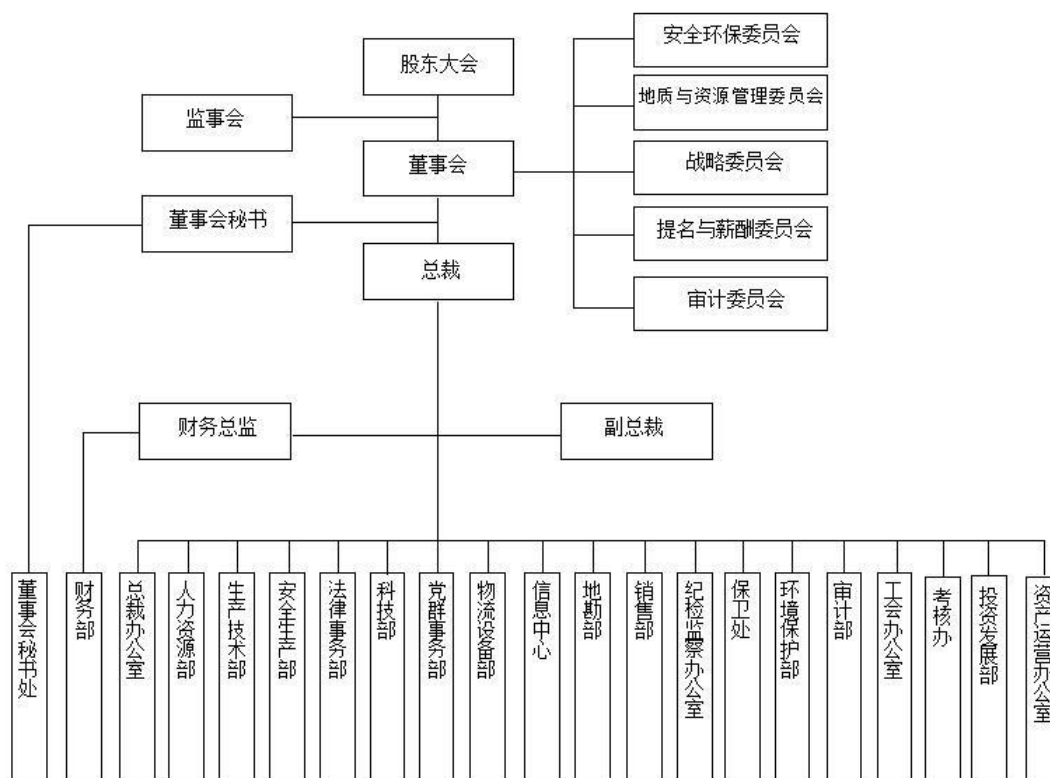 安全环保委员会
股东大会
地质与资源管理委员会
监事会
董事会
战略委员会
董事会秘书
提名与薪酬委员会
总裁
审计委员会
财务总监
副总裁
董事会秘书处
财务部
总裁办公室
人力资源部
生产技术部
安全生产部
法律事务部
科技部
党群事务部
物流设备部
信息中心
地勘部
销售部
纪检监察办公室
保卫处
环境保护部
审计部
工会办公室
考核办
投资发展部
资产运营办公室